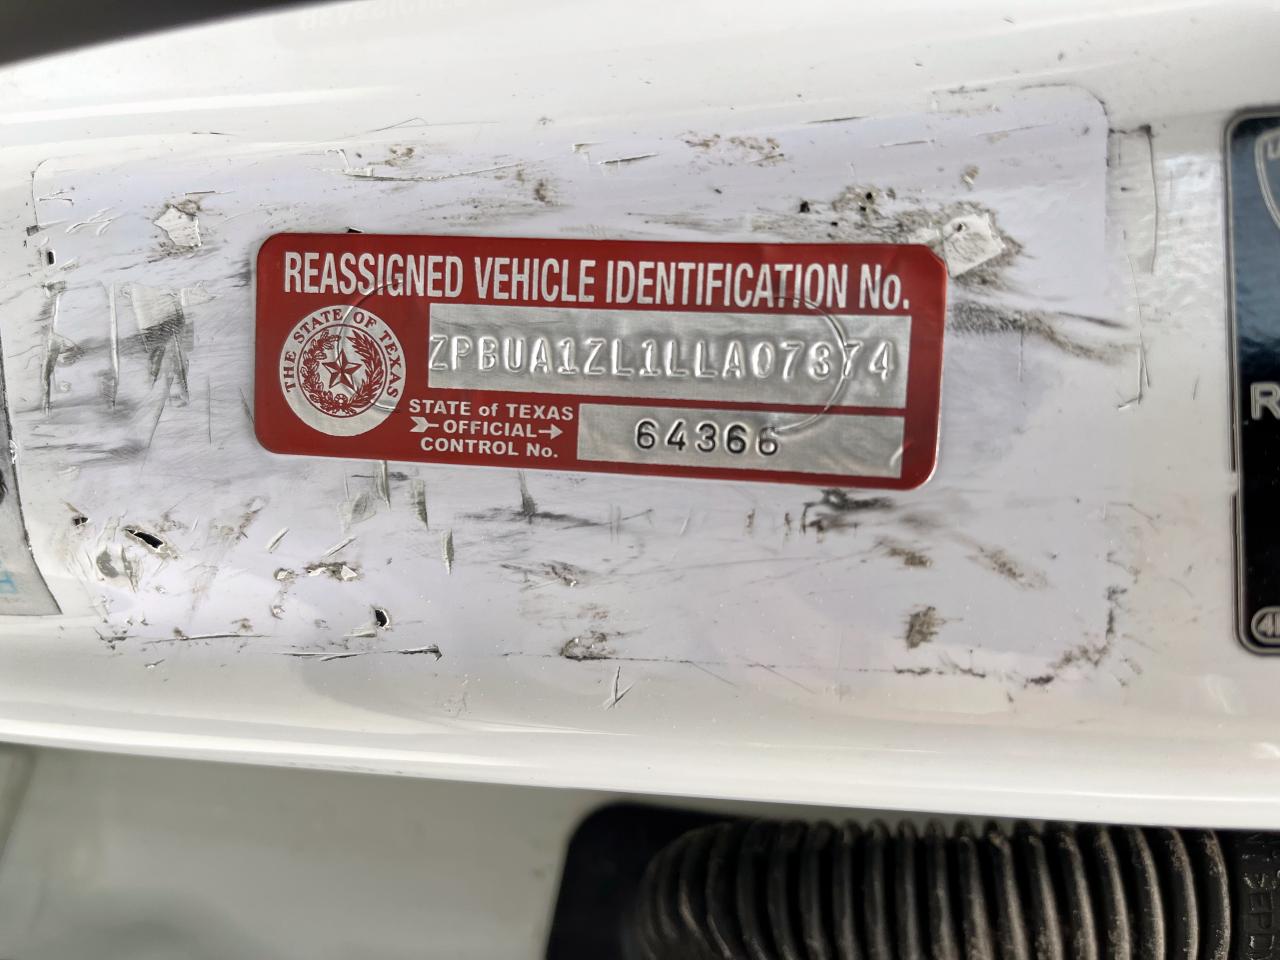 REASSIGNED VEHICLE IDENTIFICATION No.
THE STATE OF TEXAS
ZPBUA1ZL1LLA07374
STATE of TEXAS
OFFICIAL
CONTROL No.
64366